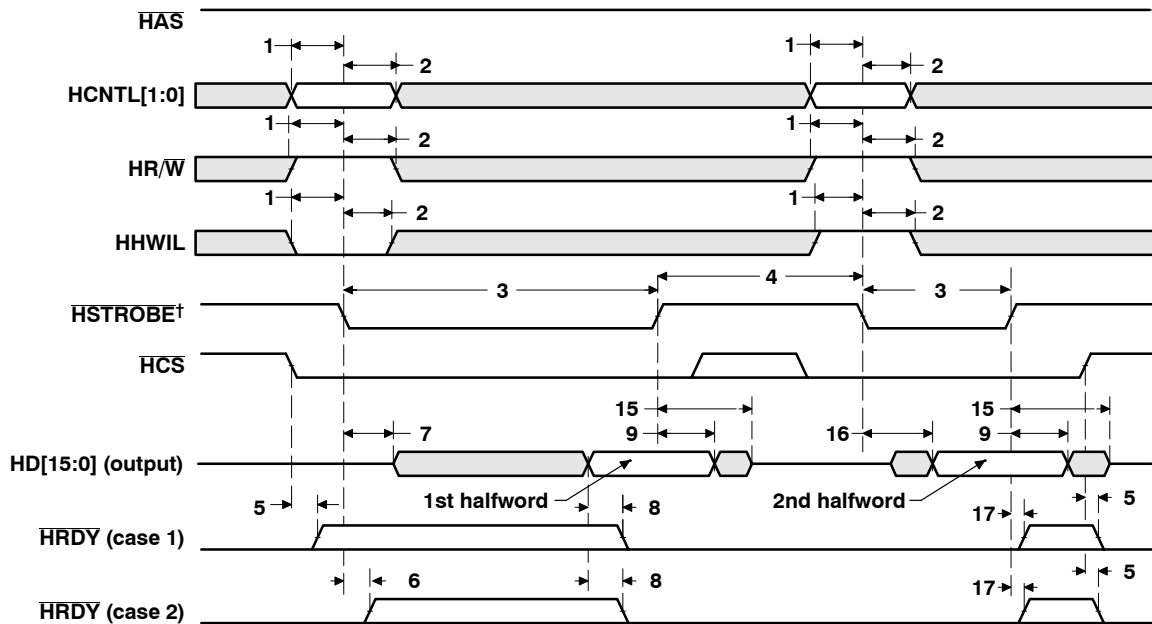 HAS
1
2
HCNTL[1:0]
1
2
HR/W
1
2
HHWIL
1
2
1
2
1
2
3
4
3
HSTROBE†
HCS
15
15
7
9
16
9
HD[15:0] (output)
1st halfword
2nd halfword
5
8
17
5
HRDY (case 1)
6
8
17
5
HRDY (case 2)